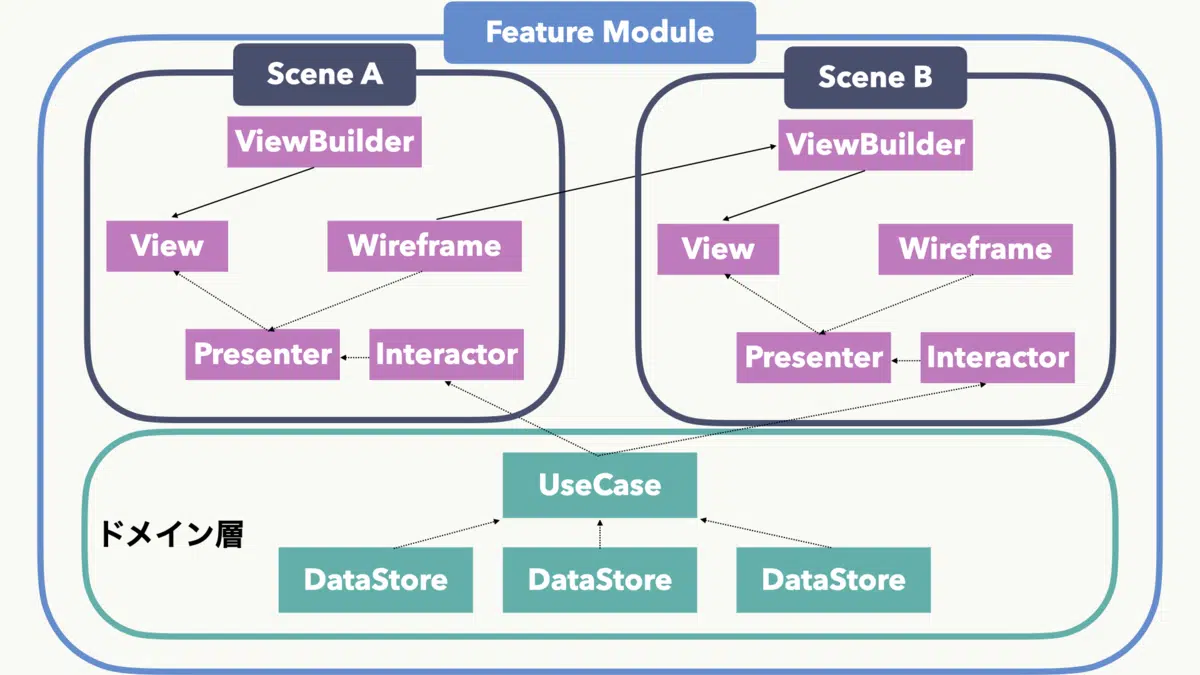 Feature Module
Scene A
ViewBuilder
View
Wireframe
Presenter
Interactor
Scene B
ViewBuilder
View
Wireframe
Presenter
Interactor
ドメイン層
UseCase
DataStore
DataStore
DataStore